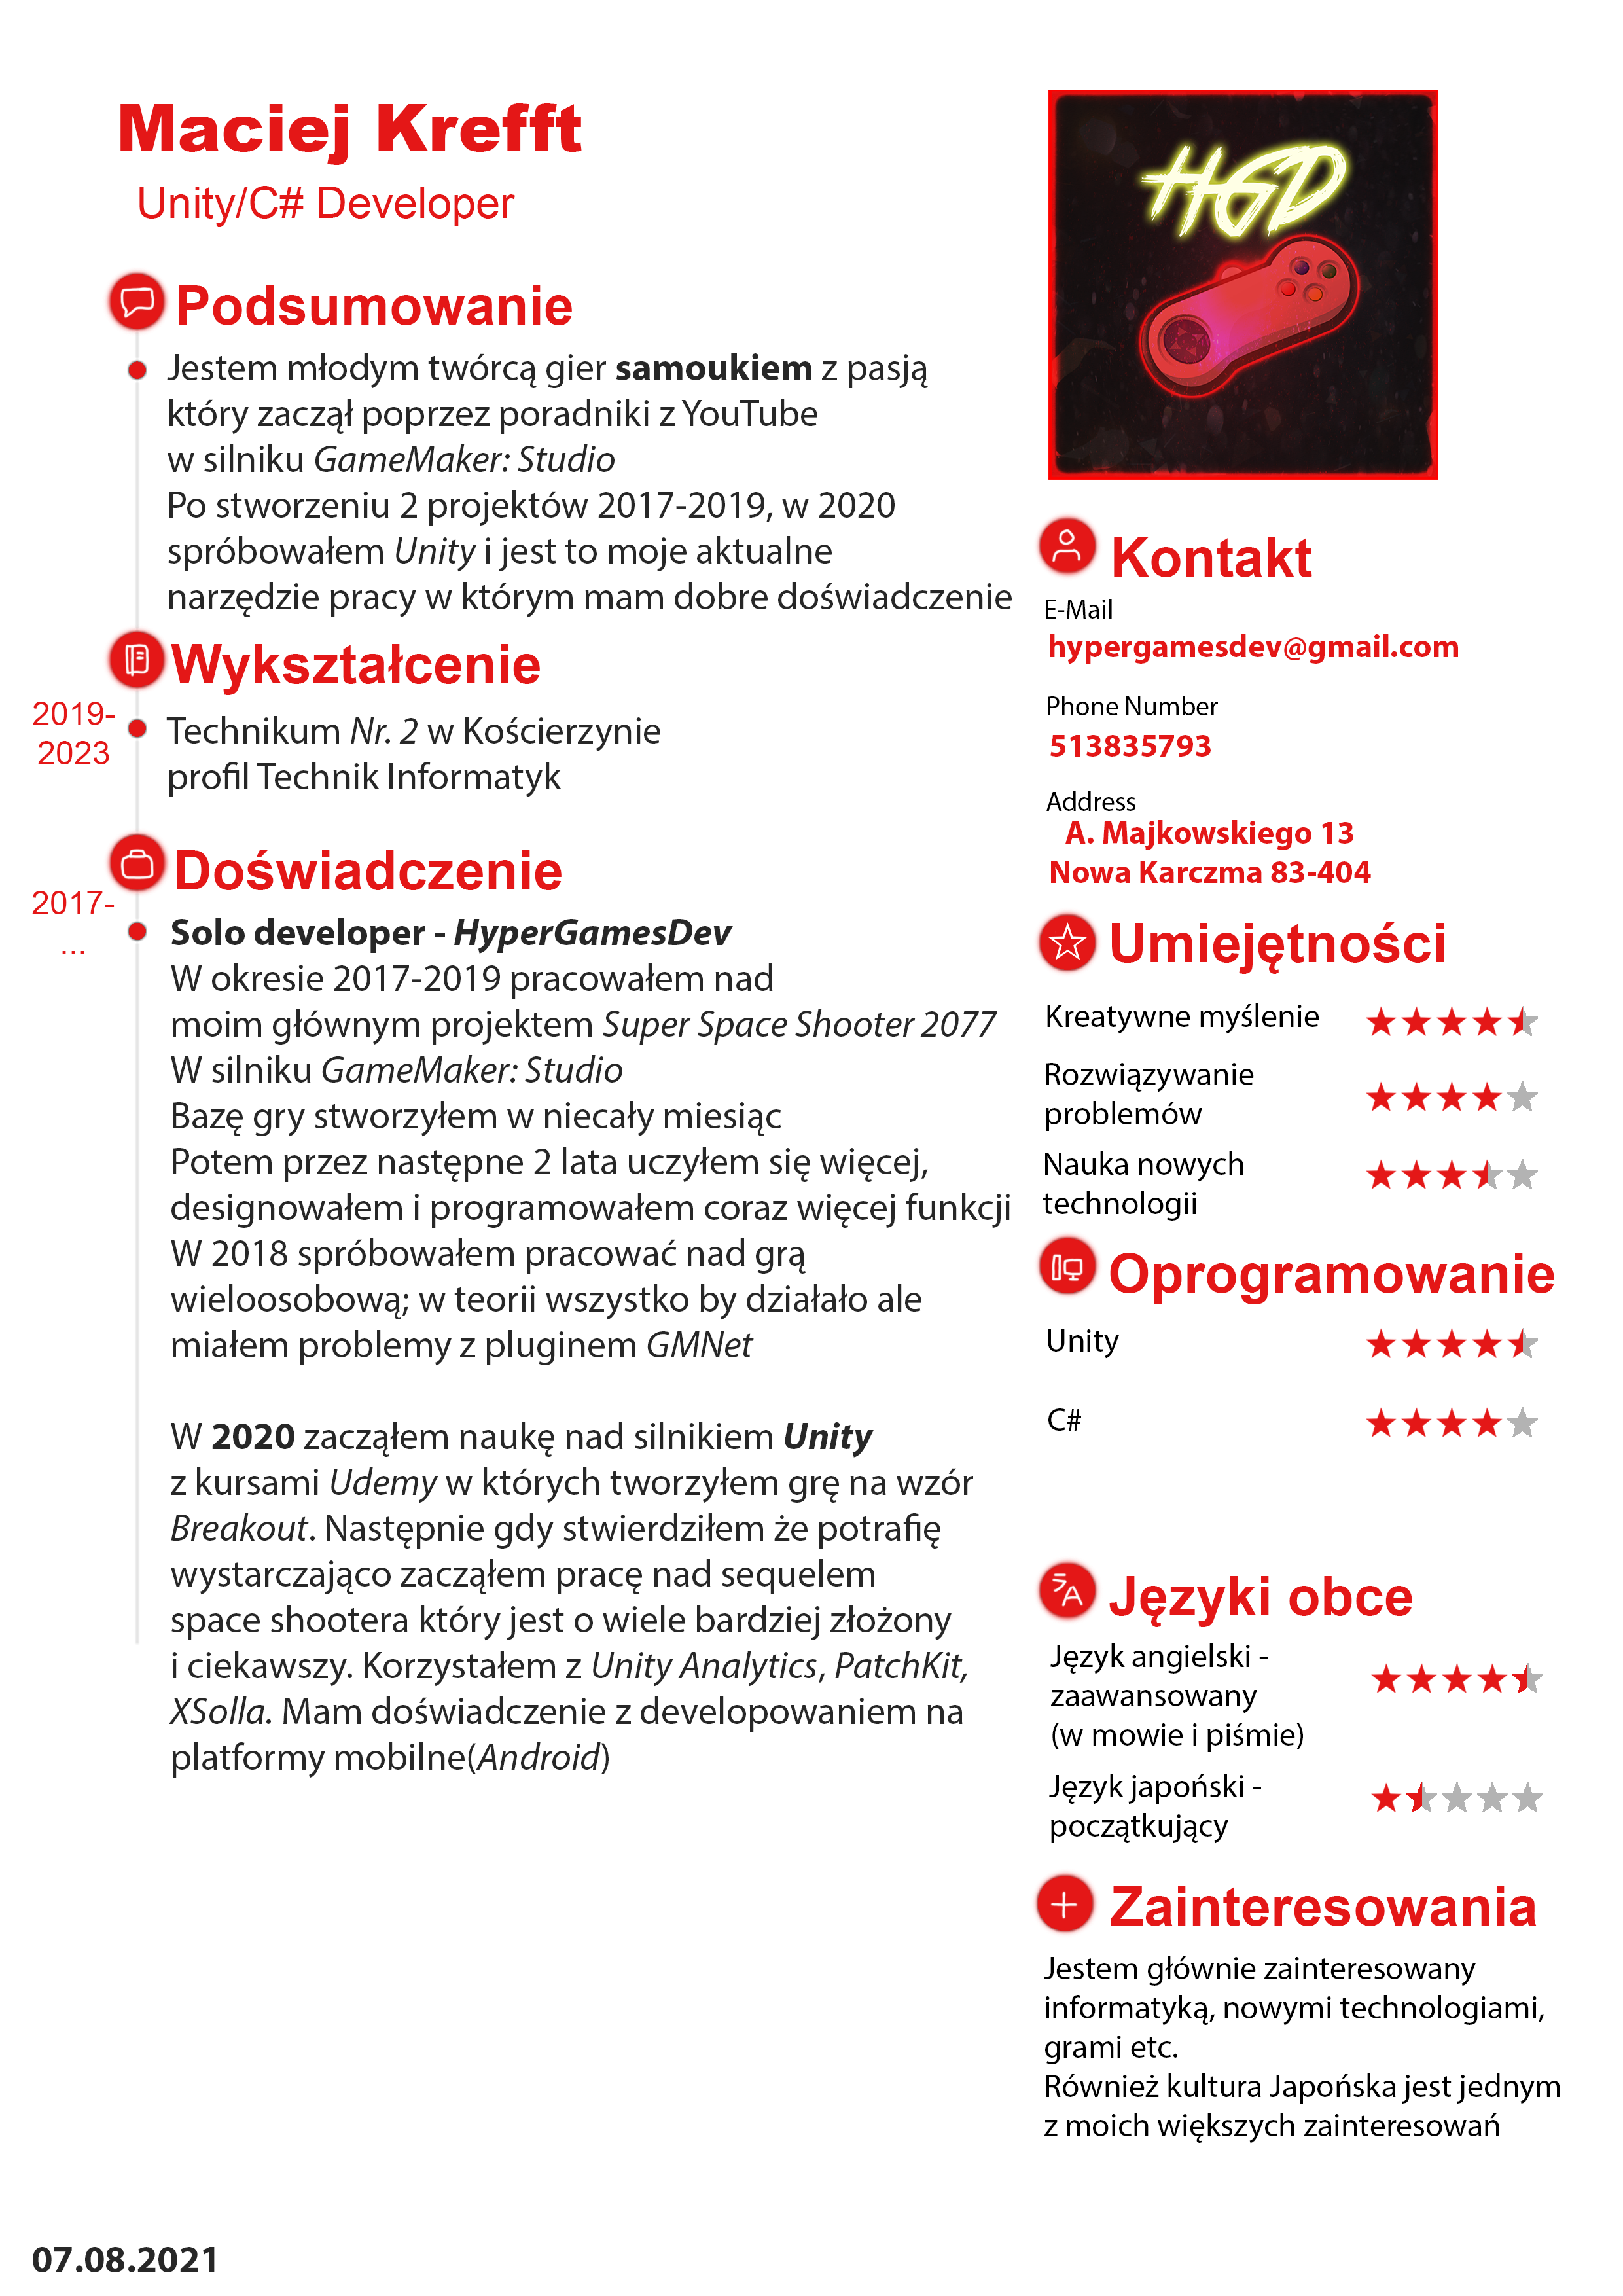 Maciej Krefft
Unity/C# Developer
Podsumowanie
Jestem młodym twórcą gier samoukiem z pasją
który zaczął poprzez poradniki z YouTube
w silniku GameMaker: Studio
Po stworzeniu 2 projektów 2017-2019, w 2020
spróbowałem Unity i jest to moje aktualne
narzędzie pracy w którym mam dobre doświadczenie
Wykształcenie
2019-
2023
Technikum Nr. 2 w Kościerzynie
profil Technik Informatyk
Doświadczenie
2017-
...
Solo developer - HyperGamesDev
W okresie 2017-2019 pracowałem nad
moim głównym projektem Super Space Shooter 2077
W silniku GameMaker: Studio
Bazę gry stworzyłem w niecały miesiąc
Potem przez następne 2 lata uczyłem się więcej,
designowałem i programowałem coraz więcej funkcji
W 2018 spróbowałem pracować nad grą
wieloosobową; w teorii wszystko by działało ale
miałem problemy z pluginem GMNet
W 2020 zacząłem naukę nad silnikiem Unity
z kursami Udemy w których tworzyłem grę na wzór
Breakout. Następnie gdy stwierdziłem że potrafię
wystarczająco zacząłem pracę nad sequelem
space shootera który jest o wiele bardziej złożony
i ciekawszy. Korzystałem z Unity Analytics, PatchKit,
XSolla. Mam doświadczenie z developowaniem na
platformy mobilne(Android)
HGD
Kontakt
E-Mail
hypergamesdev@gmail.com
Phone Number
513835793
Address
A. Majkowskiego 13
Nowa Karczma 83-404
Umiejętności
Kreatywne myślenie
Rozwiązywanie
problemów
Nauka nowych
technologii
Oprogramowanie
Unity
C#
Języki obce
Język angielski -
zaawansowany
(w mowie i piśmie)
Język japoński -
początkujący
Zainteresowania
Jestem głównie zainteresowany
informatyką, nowymi technologiami,
grami etc.
Również kultura Japońska jest jednym
z moich większych zainteresowań
07.08.2021